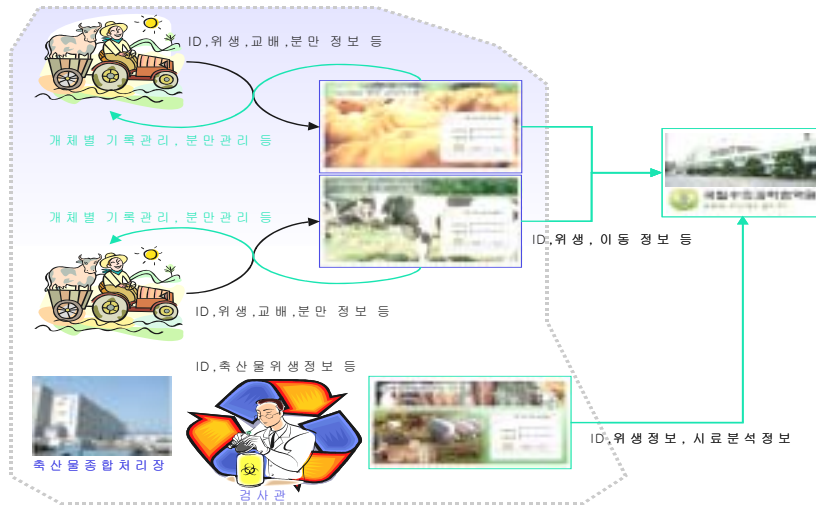 ID,위생,교배,분만 정보 등
개체별 기록관리, 분만관리 등
개체별 기록관리, 분만관리 등
ID,위생, 이동 정보 등
ID,위생,교배,분만 정보 등
ID,축산물위생정보 등
ID, 위생정보, 시료분석정보
축산물종합처리장
검사관